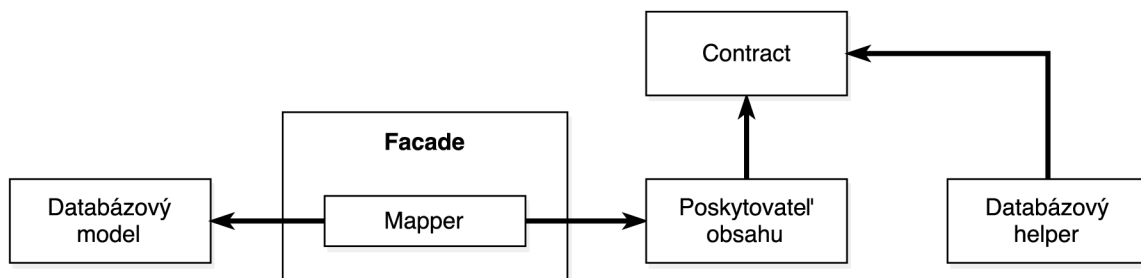 Contract
Facade
Databázový
model
Mapper
Poskytovateľ
obsahu
Databázový
helper